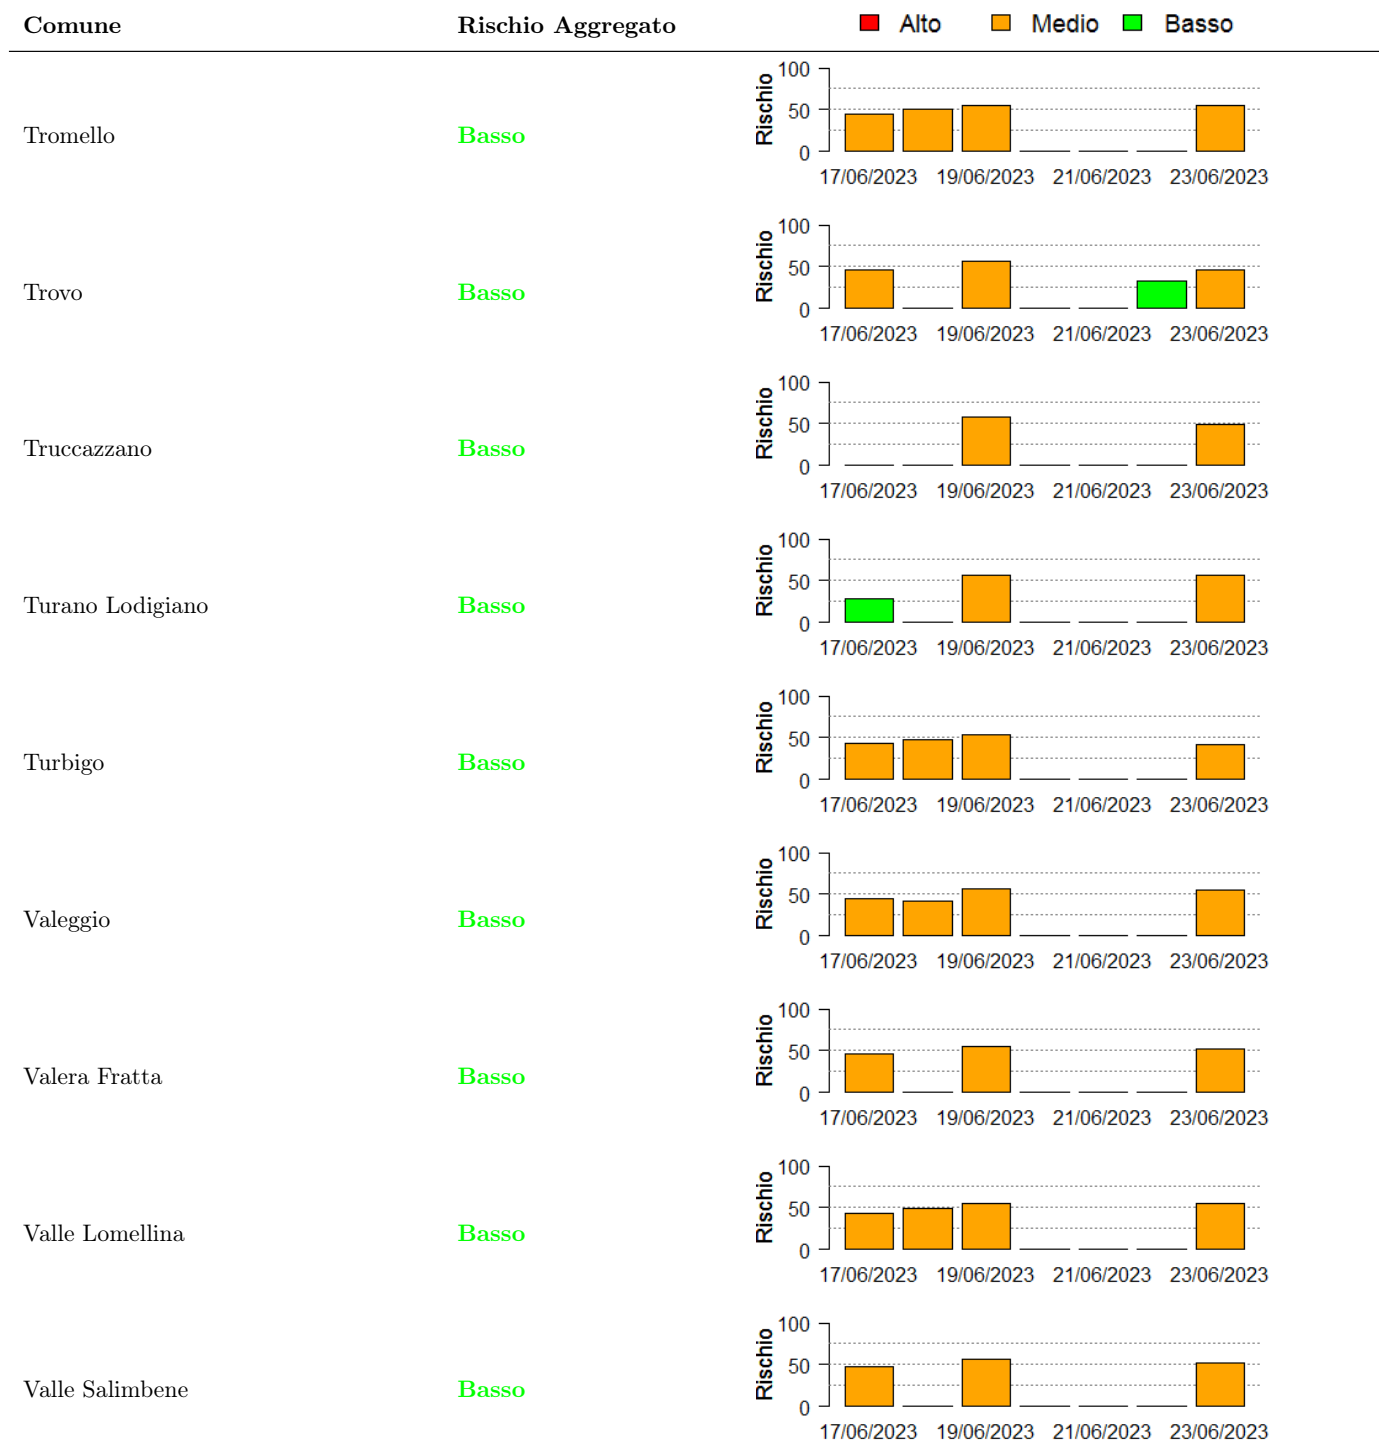 Comune Rischio Aggregato Alto Medio Basso
Tromello Basso Rischio 100 50 0
17/06/2023 19/06/2023 21/06/2023 23/06/2023
Trovo Basso Rischio 100 50 0
17/06/2023 19/06/2023 21/06/2023 23/06/2023
Truccazzano Basso Rischio 100 50 0
17/06/2023 19/06/2023 21/06/2023 23/06/2023
Turano Lodigiano Basso Rischio 100 50 0
17/06/2023 19/06/2023 21/06/2023 23/06/2023
Turbigo Basso Rischio 100 50 0
17/06/2023 19/06/2023 21/06/2023 23/06/2023
Valeggio Basso Rischio 100 50 0
17/06/2023 19/06/2023 21/06/2023 23/06/2023
Valera Fratta Basso Rischio 100 50 0
17/06/2023 19/06/2023 21/06/2023 23/06/2023
Valle Lomellina Basso Rischio 100 50 0
17/06/2023 19/06/2023 21/06/2023 23/06/2023
Valle Salimbene Basso Rischio 100 50 0
17/06/2023 19/06/2023 21/06/2023 23/06/2023